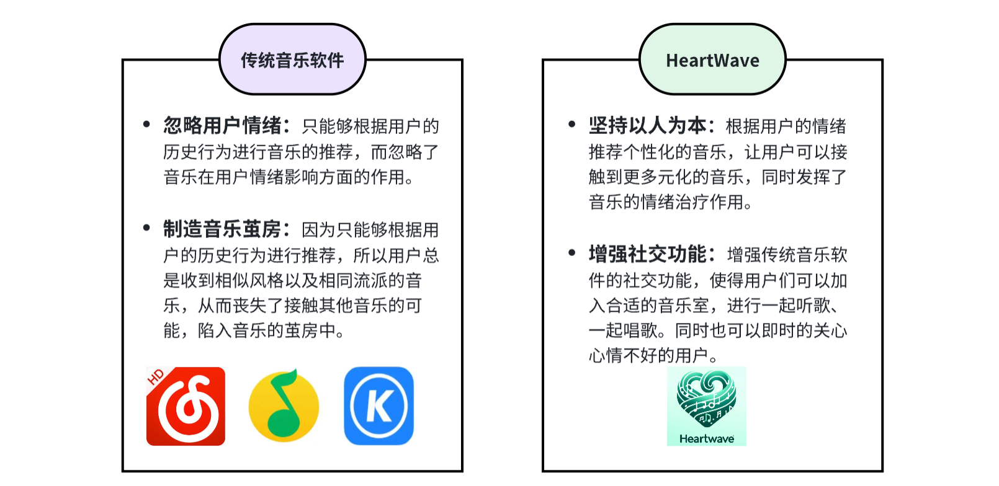 传统音乐软件
忽略用户情绪：只能够根据用户的
历史行为进行音乐的推荐，而忽略了
音乐在用户情绪影响方面的作用。
制造音乐茧房：因为只能够根据用
户的历史行为进行推荐，所以用户总
是收到相似风格以及相同流派的音
乐，从而丧失了接触其他音乐的可
能，陷入音乐的茧房中。
HD
K
HeartWave
坚持以人为本：根据用户的情绪
推荐个性化的音乐，让用户可以接
触到更多元化的音乐，同时发挥了
音乐的情绪治疗作用。
增强社交功能：增强传统音乐软
件的社交功能，使得用户们可以加
入合适的音乐室，进行一起听歌、
一起唱歌。同时也可以即时的关心
心情不好的用户。
Heartwave